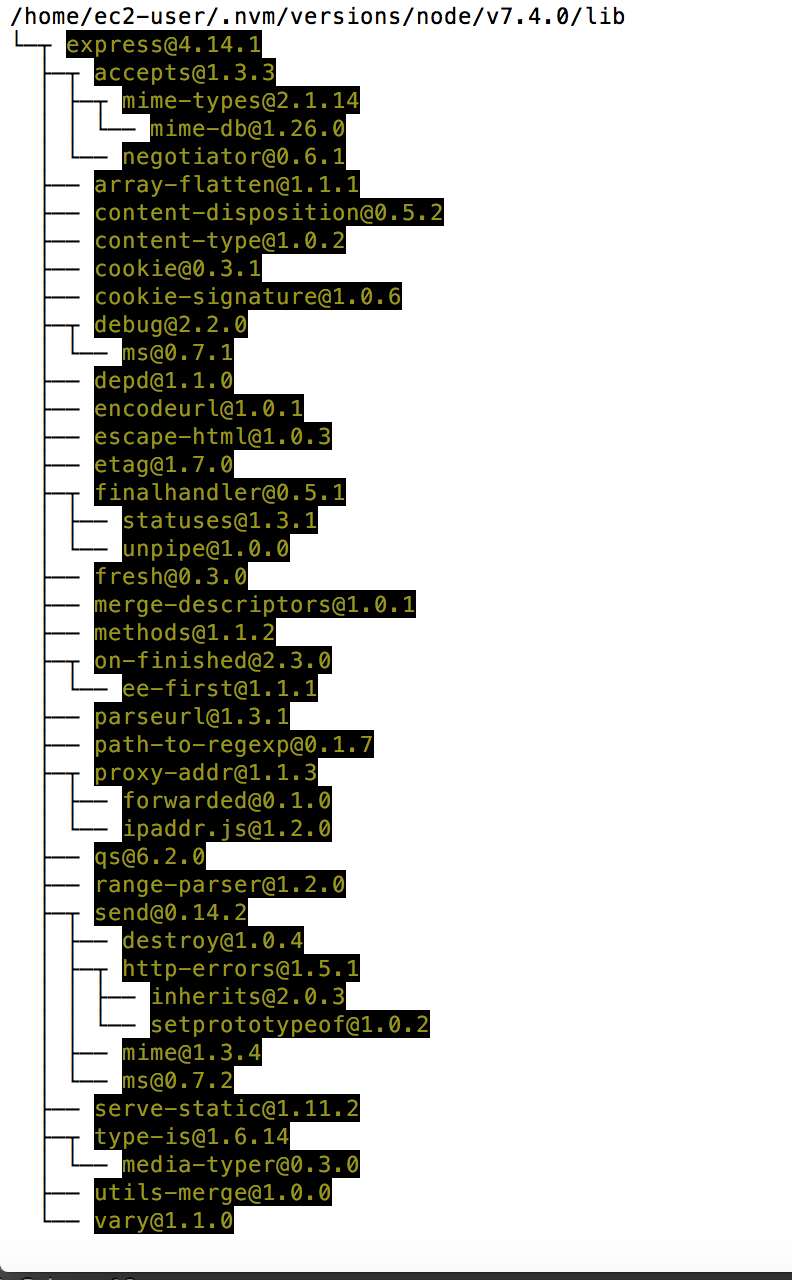 /home/ec2-user/.nvm/versions/node/v7.4.0/lib
└─┬ express@4.14.1
  ├─┬ accepts@1.3.3
  │ ├─┬ mime-types@2.1.14
  │ │ └── mime-db@1.26.0
  │ └── negotiator@0.6.1
  ├── array-flatten@1.1.1
  ├── content-disposition@0.5.2
  ├── content-type@1.0.2
  ├── cookie@0.3.1
  ├── cookie-signature@1.0.6
  ├─┬ debug@2.2.0
  │ └── ms@0.7.1
  ├── depd@1.1.0
  ├── encodeurl@1.0.1
  ├── escape-html@1.0.3
  ├── etag@1.7.0
  ├─┬ finalhandler@0.5.1
  │ ├── statuses@1.3.1
  │ └── unpipe@1.0.0
  ├── fresh@0.3.0
  ├── merge-descriptors@1.0.1
  ├── methods@1.1.2
  ├─┬ on-finished@2.3.0
  │ └── ee-first@1.1.1
  ├── parseurl@1.3.1
  ├── path-to-regexp@0.1.7
  ├─┬ proxy-addr@1.1.3
  │ ├── forwarded@0.1.0
  │ └── ipaddr.js@1.2.0
  ├── qs@6.2.0
  ├── range-parser@1.2.0
  ├─┬ send@0.14.2
  │ ├── destroy@1.0.4
  │ ├─┬ http-errors@1.5.1
  │ │ ├── inherits@2.0.3
  │ │ └── setprototypeof@1.0.2
  │ ├── mime@1.3.4
  │ └── ms@0.7.2
  ├── serve-static@1.11.2
  ├─┬ type-is@1.6.14
  │ └── media-typer@0.3.0
  ├── utils-merge@1.0.0
  └── vary@1.1.0